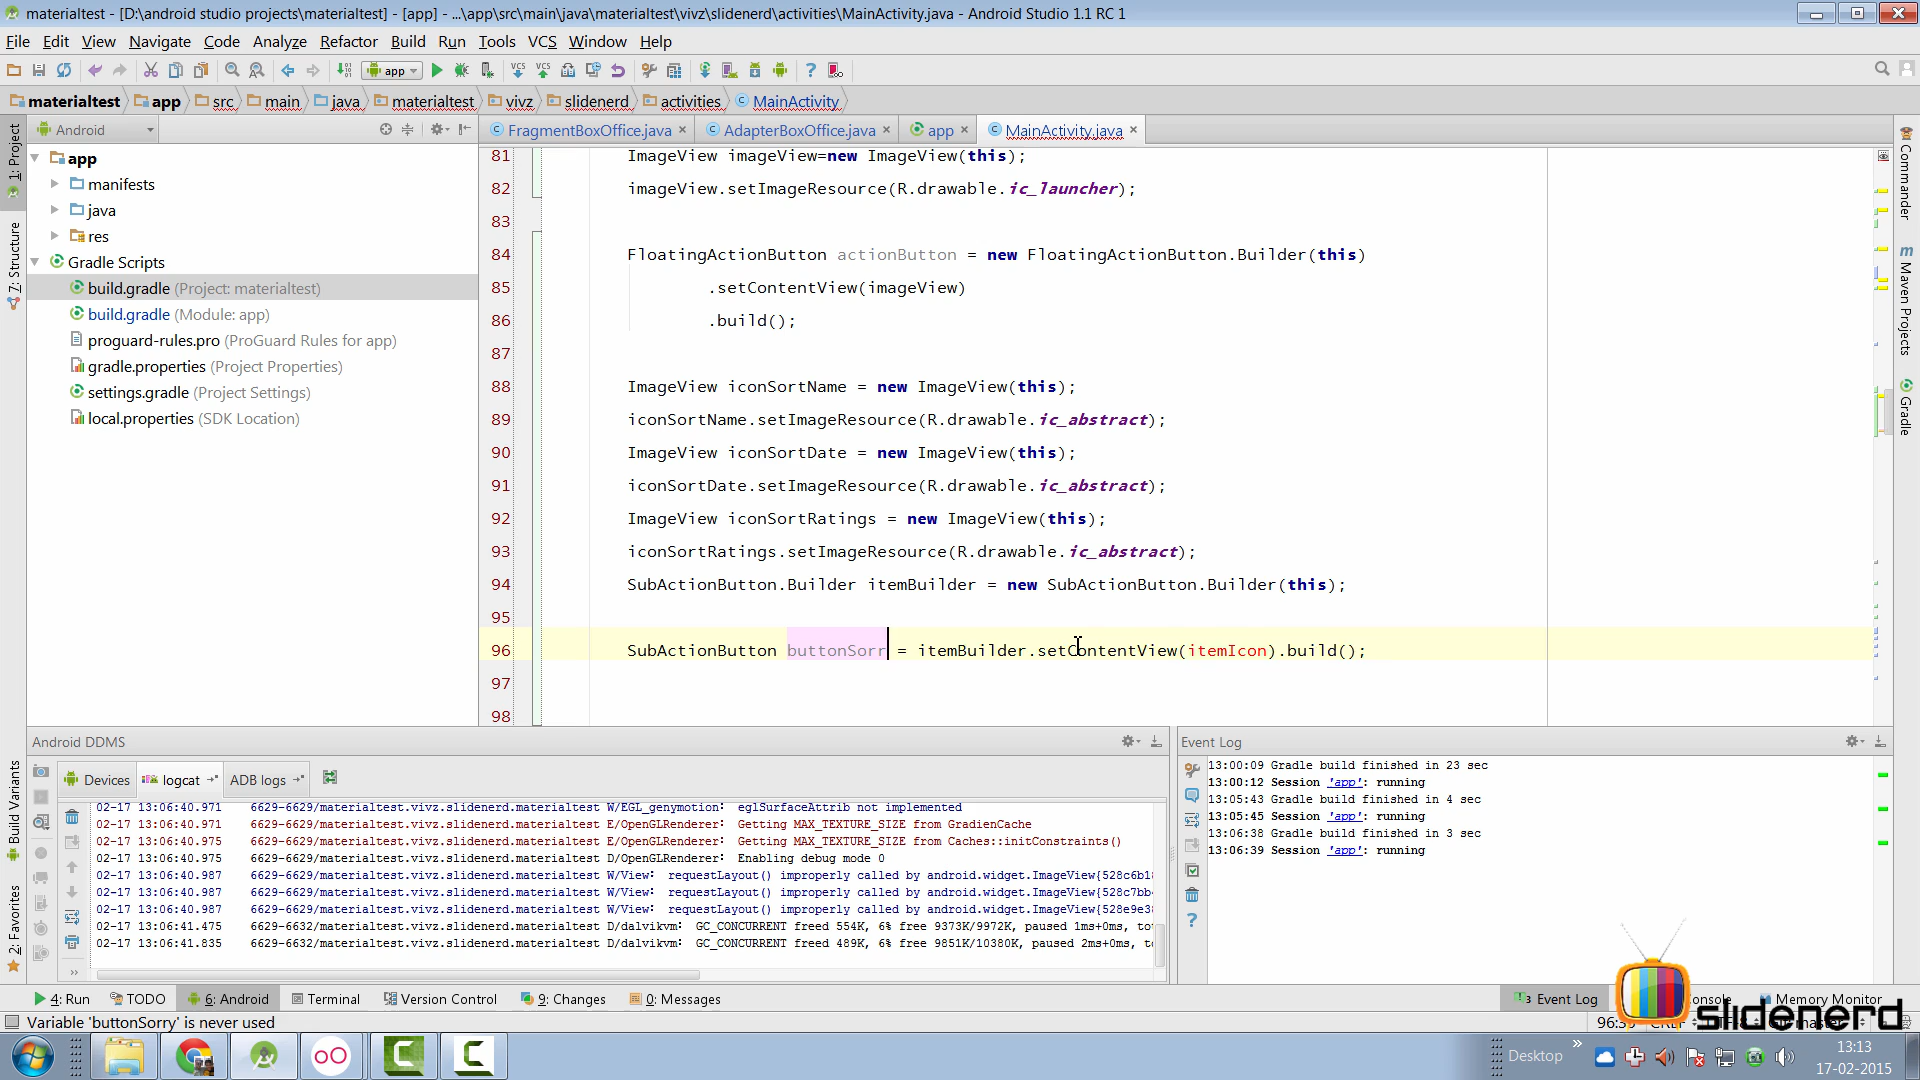 materialtest - [D:\android studio projects\materialtest] - [app] - ...\app\src\main\java\materialtest\vivz\slidenerd\activities\MainActivity.java - Android Studio 1.1 RC 1
File Edit View Navigate Code Analyze Refactor Build Run Tools VCS Window Help
app
materialtest app src main java materialtest vivz slidenerd activities MainActivity
Android
FragmentBoxOffice.java AdapterBoxOffice.java app MainActivity.java
1: Project
7: Structure
Build Variants
2: Favorites
app
manifests
java
res
Gradle Scripts
build.gradle (Project: materialtest)
build.gradle (Module: app)
proguard-rules.pro (ProGuard Rules for app)
gradle.properties (Project Properties)
settings.gradle (Project Settings)
local.properties (SDK Location)
81 ImageView imageView=new ImageView(this);
82 imageView.setImageResource(R.drawable.ic_launcher);
83
84 FloatingActionButton actionButton = new FloatingActionButton.Builder(this)
85 .setContentView(imageView)
86 .build();
87
88 ImageView iconSortName = new ImageView(this);
89 iconSortName.setImageResource(R.drawable.ic_abstract);
90 ImageView iconSortDate = new ImageView(this);
91 iconSortDate.setImageResource(R.drawable.ic_abstract);
92 ImageView iconSortRatings = new ImageView(this);
93 iconSortRatings.setImageResource(R.drawable.ic_abstract);
94 SubActionButton.Builder itemBuilder = new SubActionButton.Builder(this);
95
96 SubActionButton buttonSorr = itemBuilder.setContentView(itemIcon).build();
97
98
Commander
Maven Projects
Gradle
Android DDMS
Devices logcat ADB logs
02-17 13:06:40.971 6629-6629/materialtest.vivz.slidenerd.materialtest W/EGL_genymotion: eglSurfaceAttrib not implemented
02-17 13:06:40.971 6629-6629/materialtest.vivz.slidenerd.materialtest E/OpenGLRenderer: Getting MAX_TEXTURE_SIZE from GradienCache
02-17 13:06:40.975 6629-6629/materialtest.vivz.slidenerd.materialtest E/OpenGLRenderer: Getting MAX_TEXTURE_SIZE from Caches::initConstraints()
02-17 13:06:40.975 6629-6629/materialtest.vivz.slidenerd.materialtest D/OpenGLRenderer: Enabling debug mode 0
02-17 13:06:40.987 6629-6629/materialtest.vivz.slidenerd.materialtest W/View: requestLayout() improperly called by android.widget.ImageView{528c6b18
02-17 13:06:40.987 6629-6629/materialtest.vivz.slidenerd.materialtest W/View: requestLayout() improperly called by android.widget.ImageView{528c7bb
02-17 13:06:40.987 6629-6629/materialtest.vivz.slidenerd.materialtest W/View: requestLayout() improperly called by android.widget.ImageView{528e9e38
02-17 13:06:41.475 6629-6632/materialtest.vivz.slidenerd.materialtest D/dalvikvm: GC_CONCURRENT freed 554K, 6% free 9373K/9972K, paused 1ms+0ms, to
02-17 13:06:41.835 6629-6632/materialtest.vivz.slidenerd.materialtest D/dalvikvm: GC_CONCURRENT freed 489K, 6% free 9851K/10380K, paused 2ms+0ms, to
Event Log
13:00:09 Gradle build finished in 23 sec
13:00:12 Session 'app': running
13:05:43 Gradle build finished in 4 sec
13:05:45 Session 'app': running
13:06:38 Gradle build finished in 3 sec
13:06:39 Session 'app': running
4: Run TODO 6: Android Terminal Version Control 9: Changes 0: Messages
3 Event Log Memory Monitor
slidenerd
Variable 'buttonSorry' is never used
Desktop
13:13
17-02-2015